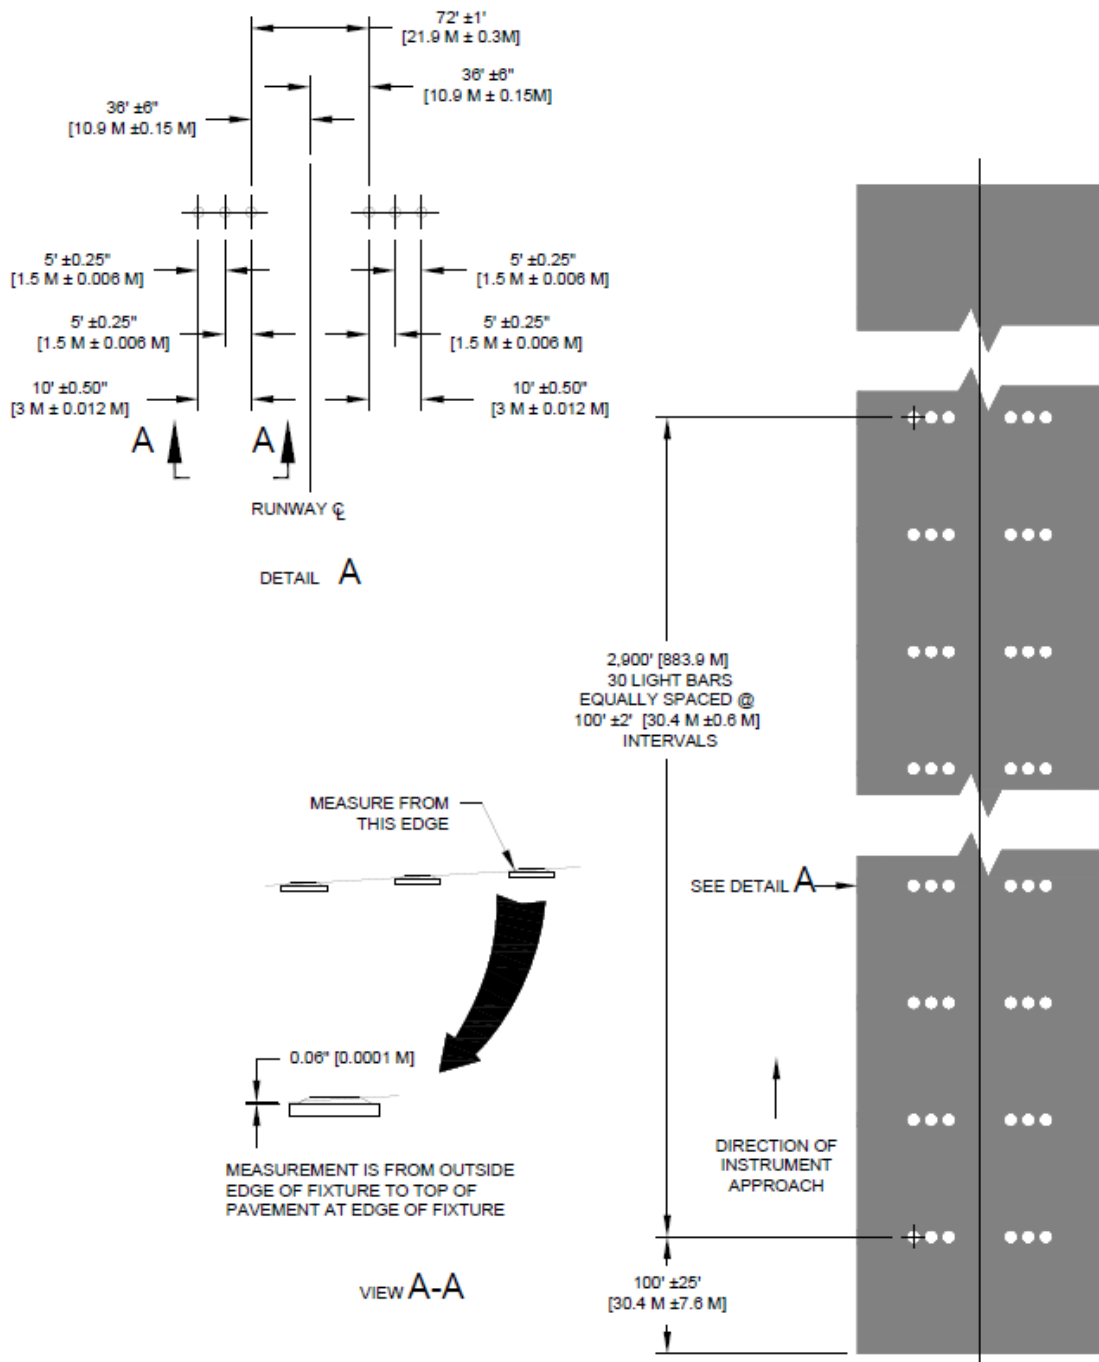 72' ±1'
[21.9 M ± 0.3M]
36' ±6"
[10.9 M ± 0.15M]
36' ±6"
[10.9 M ±0.15 M]
5' ±0.25"
[1.5 M ± 0.006 M]
5' ±0.25"
[1.5 M ± 0.006 M]
5' ±0.25"
[1.5 M ± 0.006 M]
5' ±0.25"
[1.5 M ± 0.006 M]
10' ±0.50"
[3 M ± 0.012 M]
10' ±0.50"
[3 M ± 0.012 M]
A A
RUNWAY ℄
DETAIL A
2,900' [883.9 M]
30 LIGHT BARS
EQUALLY SPACED @
100' ±2' [30.4 M ±0.6 M]
INTERVALS
MEASURE FROM
THIS EDGE
SEE DETAIL A
0.06" [0.0001 M]
MEASUREMENT IS FROM OUTSIDE
EDGE OF FIXTURE TO TOP OF
PAVEMENT AT EDGE OF FIXTURE
VIEW A-A
DIRECTION OF
INSTRUMENT
APPROACH
100' ±25'
[30.4 M ±7.6 M]